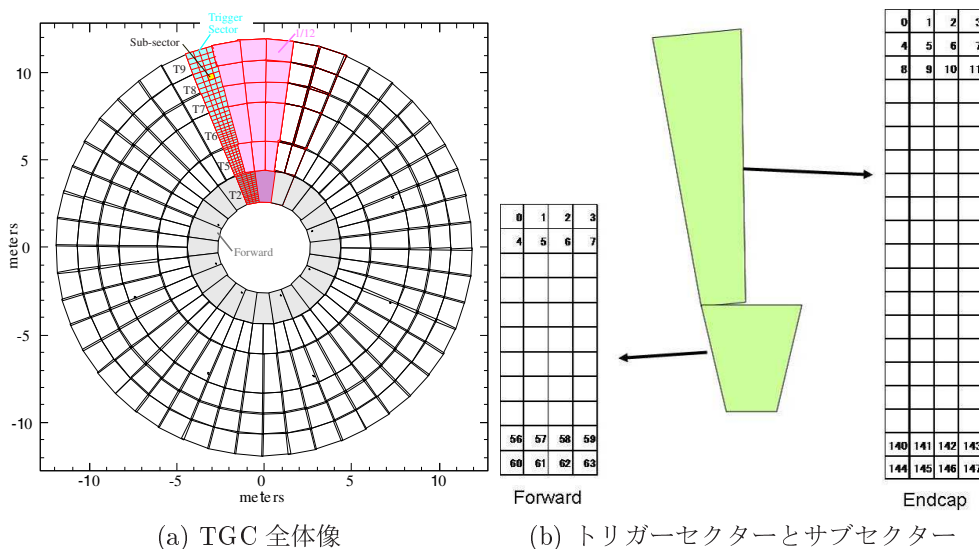 Trigger
Sector
Sub-sector
1/12
T9
T8
T7
T6
T5
T2
Forward
10
5
0
-5
-10
meters
-10 -5 0 5 10
meters
(a) TGC 全体像
0 1 2 3
4 5 6 7
56 57 58 59
60 61 62 63
Forward
0 1 2 3
4 5 6 7
8 9 10 11
140 141 142 143
144 145 146 147
Endcap
(b) トリガーセクターとサブセクター